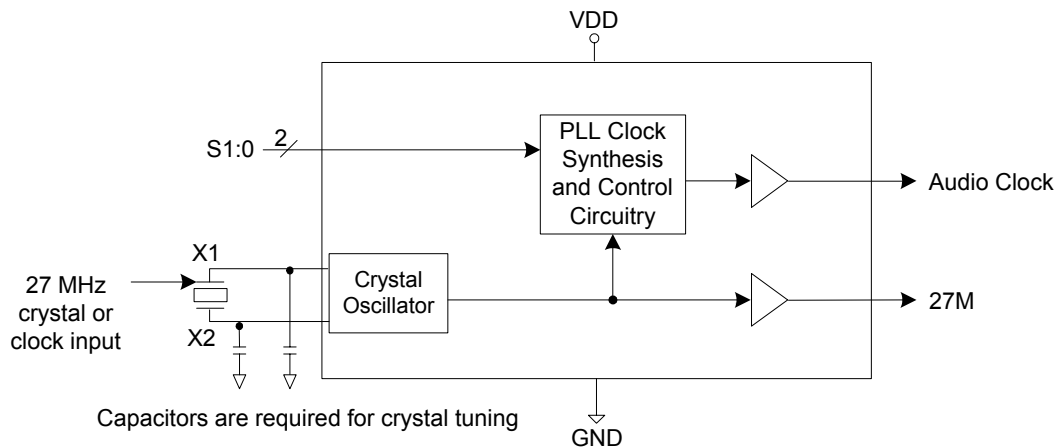 VDD
PLL Clock
Synthesis
and Control
Circuitry
2
S1:0
Audio Clock
X1
27 MHz
crystal or
clock input
X2
Crystal
Oscillator
27M
Capacitors are required for crystal tuning
GND